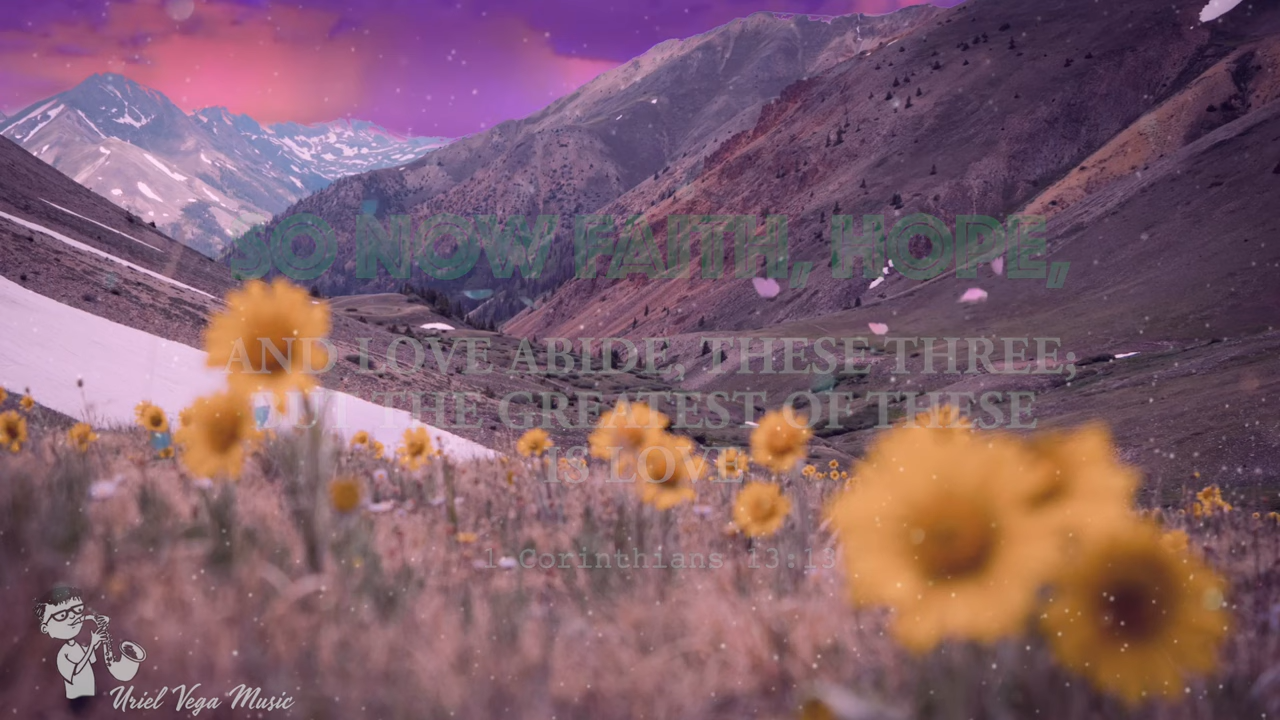 SO NOW FAITH, HOPE,
AND LOVE ABIDE, THESE THREE;
BUT THE GREATEST OF THESE
IS LOVE
1 Corinthians 13:13
Uriel Vega Music